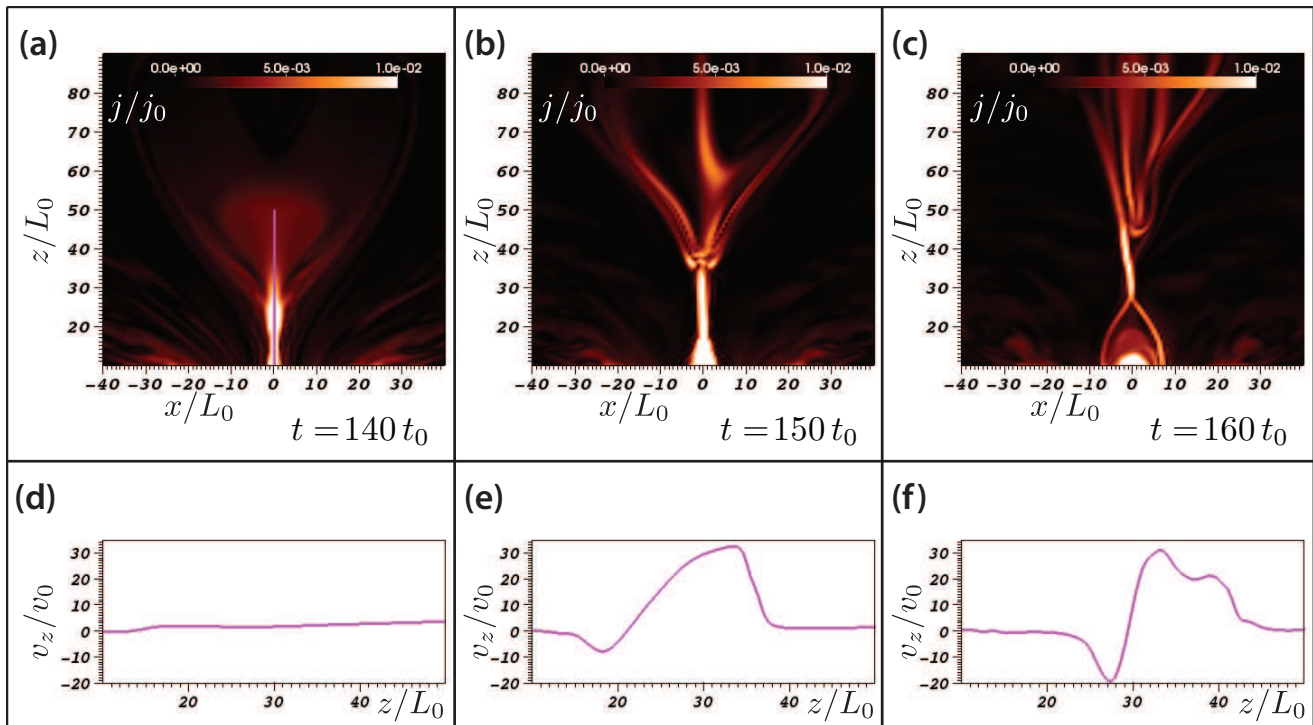 (a)
0.0e+00 5.0e-03 1.0e-02
j/j₀
80
70
60
50
40
30
20
z/L₀
−40 −30 −20 −10 0 10 20 30
x/L₀
t = 140 t₀
(b)
0.0e+00 5.0e-03 1.0e-02
j/j₀
80
70
60
50
40
30
20
z/L₀
−40 −30 −20 −10 0 10 20 30
x/L₀
t = 150 t₀
(c)
0.0e+00 5.0e-03 1.0e-02
j/j₀
80
70
60
50
40
30
20
z/L₀
−40 −30 −20 −10 0 10 20 30
x/L₀
t = 160 t₀
(d)
30
20
10
0
−10
−20
v_z/v₀
20 30 40 z/L₀
(e)
30
20
10
0
−10
−20
v_z/v₀
20 30 40 z/L₀
(f)
30
20
10
0
−10
−20
v_z/v₀
20 30 40 z/L₀